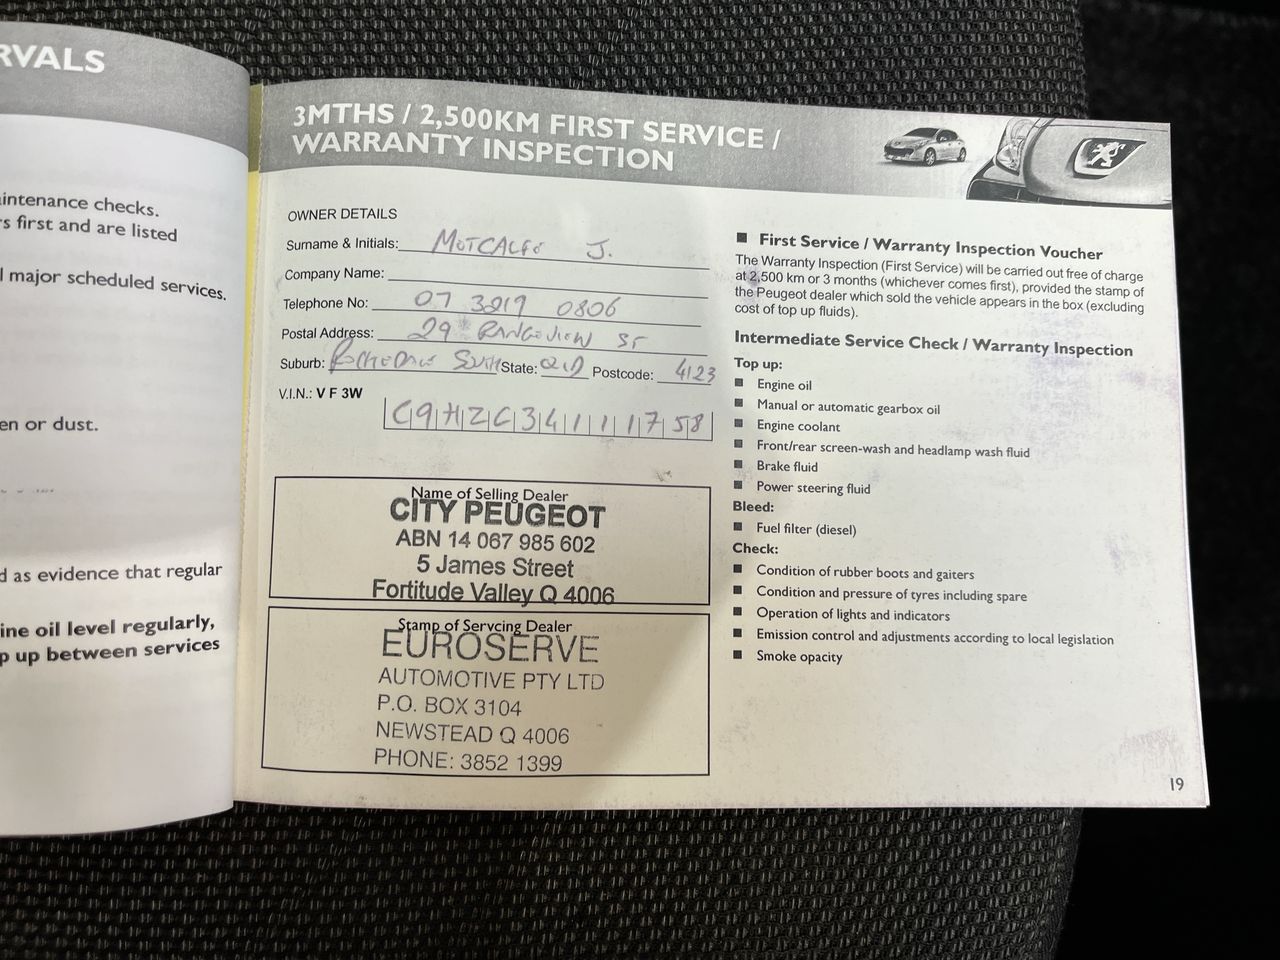 RVALS
intenance checks.
s first and are listed
l major scheduled services.
en or dust.
d as evidence that regular
ine oil level regularly,
p up between services
3MTHS / 2,500KM FIRST SERVICE /
WARRANTY INSPECTION
OWNER DETAILS
Surname & Initials: METCALFE J.
Company Name:
Telephone No: 07 3219 0806
Postal Address: 29 RANGEVIEW ST
Suburb: ROCHEDALE SOUTH State: QLD Postcode: 4123
V.I.N.: V F 3W
C9HZC34111758
Name of Selling Dealer
CITY PEUGEOT
ABN 14 067 985 602
5 James Street
Fortitude Valley Q 4006
Stamp of Servcing Dealer
EUROSERVE
AUTOMOTIVE PTY LTD
P.O. BOX 3104
NEWSTEAD Q 4006
PHONE: 3852 1399
■ First Service / Warranty Inspection Voucher
The Warranty Inspection (First Service) will be carried out free of charge
at 2,500 km or 3 months (whichever comes first), provided the stamp of
the Peugeot dealer which sold the vehicle appears in the box (excluding
cost of top up fluids).
Intermediate Service Check / Warranty Inspection
Top up:
■ Engine oil
■ Manual or automatic gearbox oil
■ Engine coolant
■ Front/rear screen-wash and headlamp wash fluid
■ Brake fluid
■ Power steering fluid
Bleed:
■ Fuel filter (diesel)
Check:
■ Condition of rubber boots and gaiters
■ Condition and pressure of tyres including spare
■ Operation of lights and indicators
■ Emission control and adjustments according to local legislation
■ Smoke opacity
19